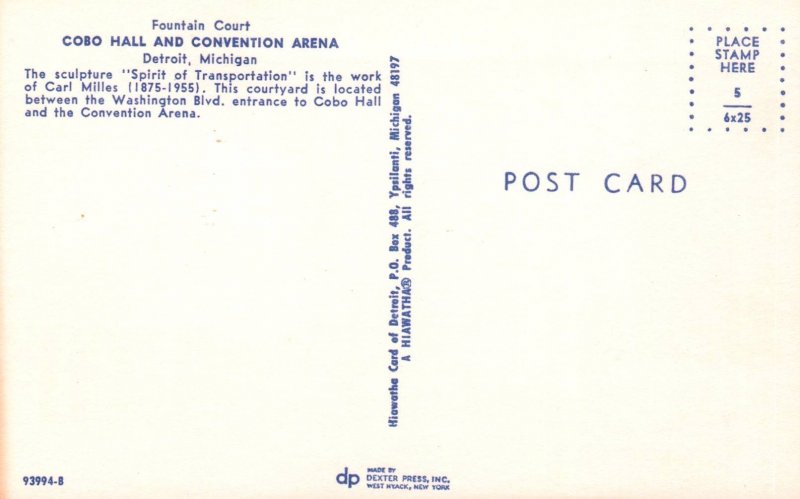 Fountain Court
COBO HALL AND CONVENTION ARENA
Detroit, Michigan
The sculpture "Spirit of Transportation" is the work
of Carl Milles (1875-1955). This courtyard is located
between the Washington Blvd. entrance to Cobo Hall
and the Convention Arena.
Hiawatha Card of Detroit, P.O. Box 488, Ypsilanti, Michigan 48197
A HIAWATHA® Product. All rights reserved.
PLACE
STAMP
HERE
5
6x25
POST CARD
93994-B
dp
MADE BY
DEXTER PRESS, INC.
WEST NYACK, NEW YORK